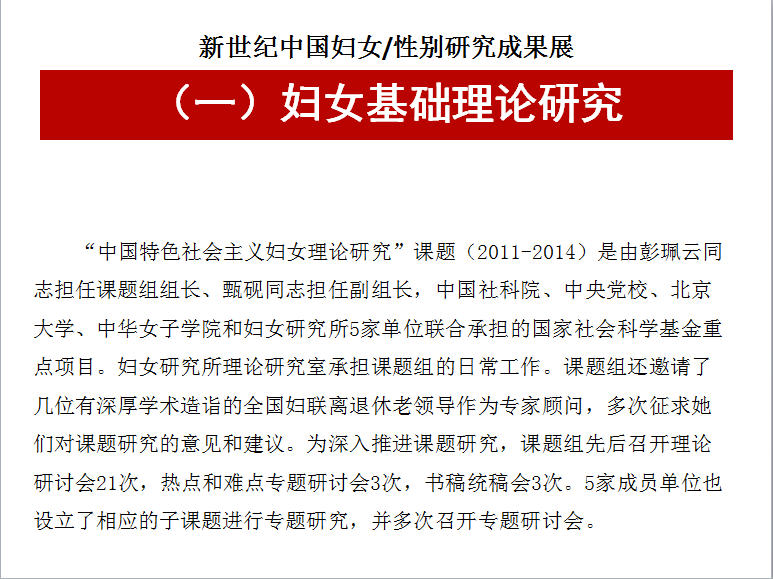 新世纪中国妇女/性别研究成果展
（一）妇女基础理论研究
“中国特色社会主义妇女理论研究”课题（2011-2014）是由彭珮云同
志担任课题组组长、甄砚同志担任副组长，中国社科院、中央党校、北京
大学、中华女子学院和妇女研究所5家单位联合承担的国家社会科学基金重
点项目。妇女研究所理论研究室承担课题组的日常工作。课题组还邀请了
几位有深厚学术造诣的全国妇联离退休老领导作为专家顾问，多次征求她
们对课题研究的意见和建议。为深入推进课题研究，课题组先后召开理论
研讨会21次，热点和难点专题研讨会3次，书稿统稿会3次。5家成员单位也
设立了相应的子课题进行专题研究，并多次召开专题研讨会。